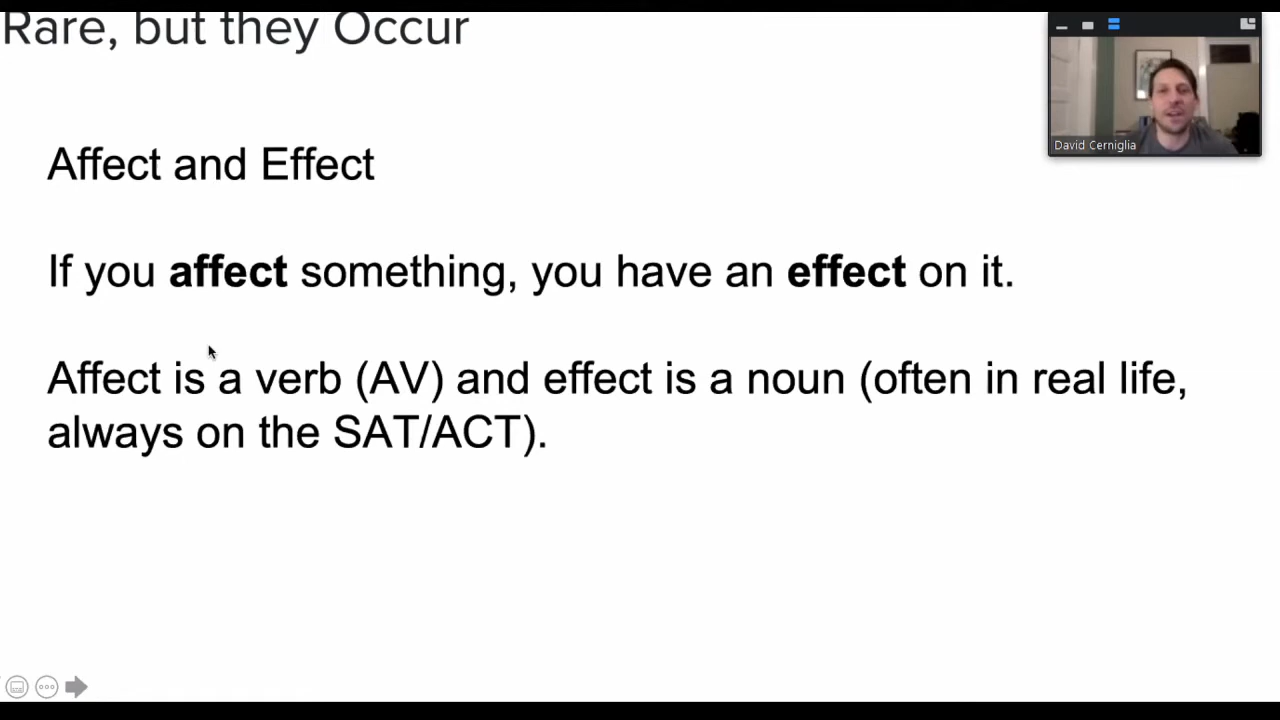 Rare, but they Occur
David Cerniglia
Affect and Effect
If you affect something, you have an effect on it.
Affect is a verb (AV) and effect is a noun (often in real life,
always on the SAT/ACT).